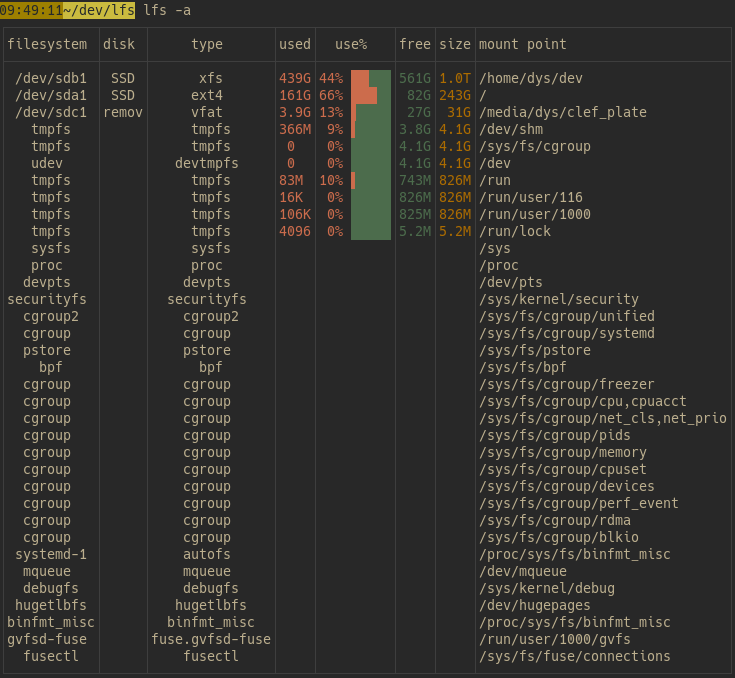 09:49:11~/dev/lfs lfs -a
filesystem disk type used use% free size mount point
/dev/sdb1 SSD xfs 439G 44% 561G 1.0T /home/dys/dev
/dev/sda1 SSD ext4 161G 66% 82G 243G /
/dev/sdc1 remov vfat 3.9G 13% 27G 31G /media/dys/clef_plate
tmpfs tmpfs 366M 9% 3.8G 4.1G /dev/shm
tmpfs tmpfs 0 0% 4.1G 4.1G /sys/fs/cgroup
udev devtmpfs 0 0% 4.1G 4.1G /dev
tmpfs tmpfs 83M 10% 743M 826M /run
tmpfs tmpfs 16K 0% 826M 826M /run/user/116
tmpfs tmpfs 106K 0% 825M 826M /run/user/1000
tmpfs tmpfs 4096 0% 5.2M 5.2M /run/lock
sysfs sysfs /sys
proc proc /proc
devpts devpts /dev/pts
securityfs securityfs /sys/kernel/security
cgroup2 cgroup2 /sys/fs/cgroup/unified
cgroup cgroup /sys/fs/cgroup/systemd
pstore pstore /sys/fs/pstore
bpf bpf /sys/fs/bpf
cgroup cgroup /sys/fs/cgroup/freezer
cgroup cgroup /sys/fs/cgroup/cpu,cpuacct
cgroup cgroup /sys/fs/cgroup/net_cls,net_prio
cgroup cgroup /sys/fs/cgroup/pids
cgroup cgroup /sys/fs/cgroup/memory
cgroup cgroup /sys/fs/cgroup/cpuset
cgroup cgroup /sys/fs/cgroup/devices
cgroup cgroup /sys/fs/cgroup/perf_event
cgroup cgroup /sys/fs/cgroup/rdma
cgroup cgroup /sys/fs/cgroup/blkio
systemd-1 autofs /proc/sys/fs/binfmt_misc
mqueue mqueue /dev/mqueue
debugfs debugfs /sys/kernel/debug
hugetlbfs hugetlbfs /dev/hugepages
binfmt_misc binfmt_misc /proc/sys/fs/binfmt_misc
gvfsd-fuse fuse.gvfsd-fuse /run/user/1000/gvfs
fusectl fusectl /sys/fs/fuse/connections